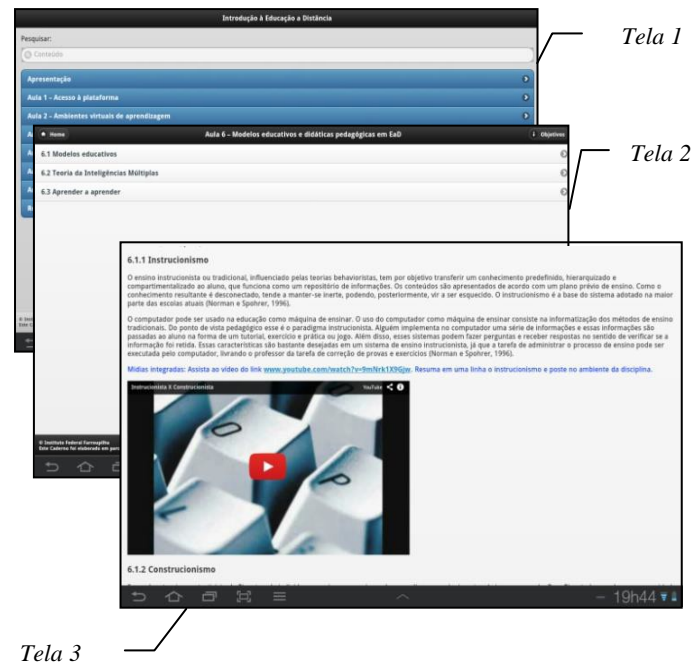 Introdução à Educação a Distância
Tela 1
Pesquisar:
Conteúdo
Apresentação
Aula 1 - Acesso à plataforma
Aula 2 - Ambientes virtuais de aprendizagem
Home
Aula 6 - Modelos educativos e didáticas pedagógicas em EaD
Objetivos
Tela 2
6.1 Modelos educativos
6.2 Teoria da Inteligências Múltiplas
6.3 Aprender a aprender
6.1.1 Instrucionismo
O ensino instrucionista ou tradicional, influenciado pelas teorias behavioristas, tem por objetivo transferir um conhecimento predefinido, hierarquizado e
compartimentalizado ao aluno, que funciona como um repositório de informações. Os conteúdos são apresentados de acordo com um plano prévio de ensino. Como o
conhecimento resultante é desconectado, tende a manter-se inerte, podendo, posteriormente, vir a ser esquecido. O instrucionismo é a base do sistema adotado na maior
parte das escolas atuais (Norman e Spohrer, 1996).
O computador pode ser usado na educação como máquina de ensinar. O uso do computador como máquina de ensinar consiste na informatização dos métodos de ensino
tradicionais. Do ponto de vista pedagógico esse é o paradigma instrucionista. Alguém implementa no computador uma série de informações e essas informações são
passadas ao aluno na forma de um tutorial, exercício e prática ou jogo. Além disso, esses sistemas podem fazer perguntas e receber respostas no sentido de verificar se a
informação foi retida. Essas características são bastante desejadas em um sistema de ensino instrucionista, já que a tarefa de administrar o processo de ensino pode ser
executada pelo computador, livrando o professor da tarefa de correção de provas e exercícios (Norman e Spohrer, 1996).
Mídias integradas: Assista ao vídeo do link www.youtube.com/watch?v=9mNrk1X9Gjw. Resuma em uma linha o instrucionismo e poste no ambiente da disciplina.
Instrucionista X Construcionista
YouTube
O
P
© Instituto Federal Farroupilha
Este Caderno foi elaborado em parc
6.1.2 Construcionismo
19h44
Tela 3